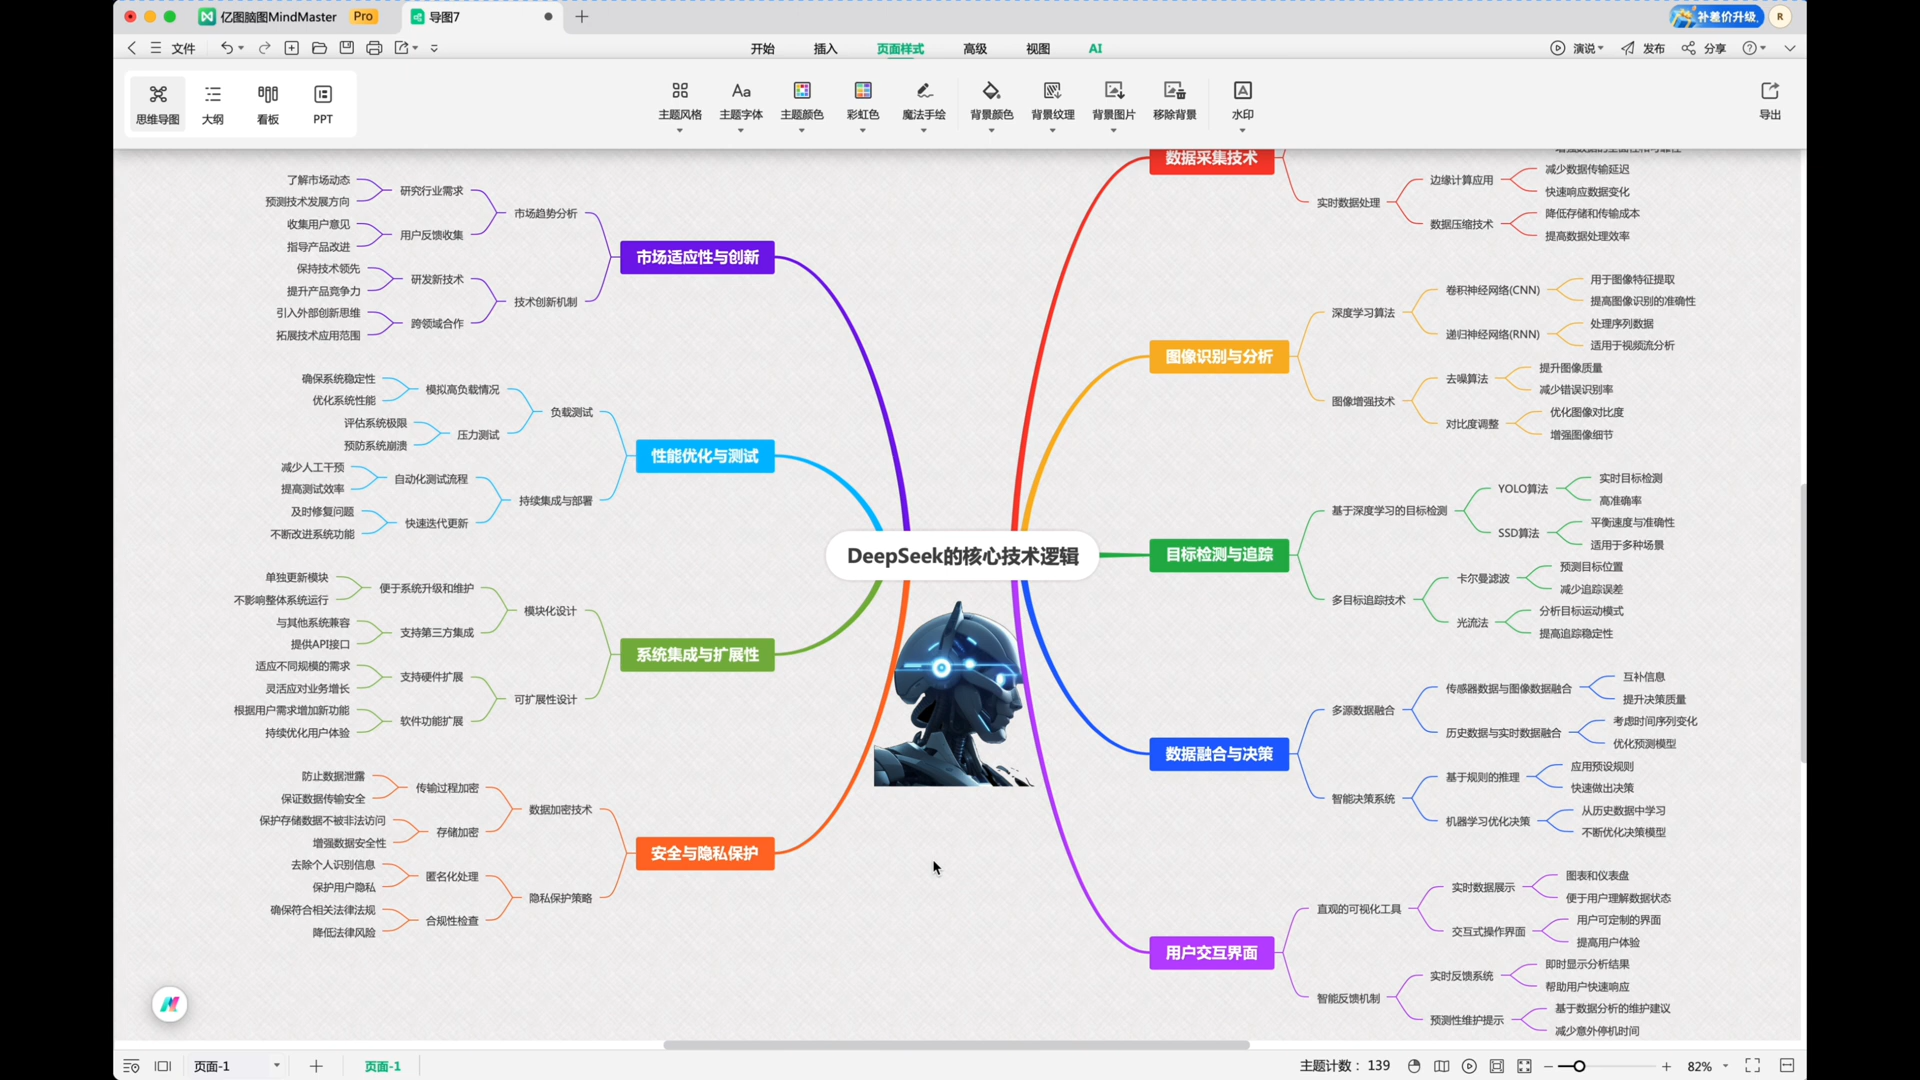 亿图脑图MindMaster Pro
导图7
补差价升级
R
文件
开始 插入 页面样式 高级 视图 AI
演说 发布 分享
思维导图 大纲 看板 PPT
主题风格 主题字体 主题颜色 彩虹色 魔法手绘 背景颜色 背景纹理 背景图片 移除背景 水印
导出
DeepSeek的核心技术逻辑
数据采集技术
实时数据处理
边缘计算应用
减少数据传输延迟
快速响应数据变化
数据压缩技术
降低存储和传输成本
提高数据处理效率
图像识别与分析
深度学习算法
卷积神经网络(CNN)
用于图像特征提取
提高图像识别的准确性
递归神经网络(RNN)
处理序列数据
适用于视频流分析
图像增强技术
去噪算法
提升图像质量
减少错误识别率
对比度调整
优化图像对比度
增强图像细节
目标检测与追踪
基于深度学习的目标检测
YOLO算法
实时目标检测
高准确率
SSD算法
平衡速度与准确性
适用于多种场景
多目标追踪技术
卡尔曼滤波
预测目标位置
减少追踪误差
光流法
分析目标运动模式
提高追踪稳定性
数据融合与决策
多源数据融合
传感器数据与图像数据融合
互补信息
提升决策质量
历史数据与实时数据融合
考虑时间序列变化
优化预测模型
智能决策系统
基于规则的推理
应用预设规则
快速做出决策
机器学习优化决策
从历史数据中学习
不断优化决策模型
用户交互界面
直观的可视化工具
实时数据展示
图表和仪表盘
便于用户理解数据状态
交互式操作界面
用户可定制的界面
提高用户体验
智能反馈机制
实时反馈系统
即时显示分析结果
帮助用户快速响应
预测性维护提示
基于数据分析的维护建议
减少意外停机时间
市场适应性与创新
市场趋势分析
研究行业需求
了解市场动态
预测技术发展方向
用户反馈收集
收集用户意见
指导产品改进
技术创新机制
研发新技术
保持技术领先
提升产品竞争力
跨领域合作
引入外部创新思维
拓展技术应用范围
性能优化与测试
负载测试
模拟高负载情况
确保系统稳定性
优化系统性能
压力测试
评估系统极限
预防系统崩溃
持续集成与部署
自动化测试流程
减少人工干预
提高测试效率
快速迭代更新
及时修复问题
不断改进系统功能
系统集成与扩展性
模块化设计
便于系统升级和维护
单独更新模块
不影响整体系统运行
支持第三方集成
与其他系统兼容
提供API接口
可扩展性设计
支持硬件扩展
适应不同规模的需求
灵活应对业务增长
软件功能扩展
根据用户需求增加新功能
持续优化用户体验
安全与隐私保护
数据加密技术
传输过程加密
防止数据泄露
保证数据传输安全
存储加密
保护存储数据不被非法访问
增强数据安全性
隐私保护策略
匿名化处理
去除个人识别信息
保护用户隐私
合规性检查
确保符合相关法律法规
降低法律风险
页面-1
页面-1
主题计数： 139
82%